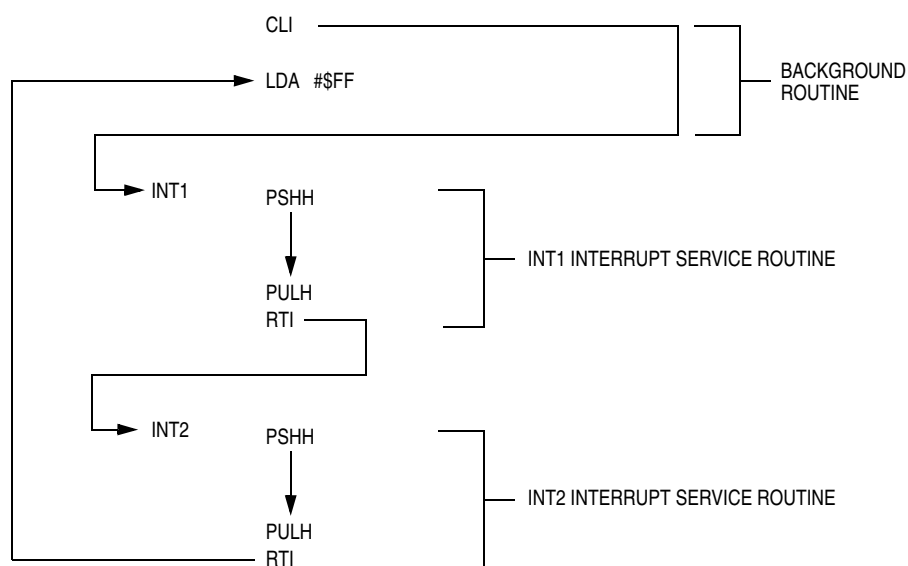 CLI
LDA #$FF
BACKGROUND
ROUTINE
INT1
PSHH
INT1 INTERRUPT SERVICE ROUTINE
PULH
RTI
INT2
PSHH
INT2 INTERRUPT SERVICE ROUTINE
PULH
RTI